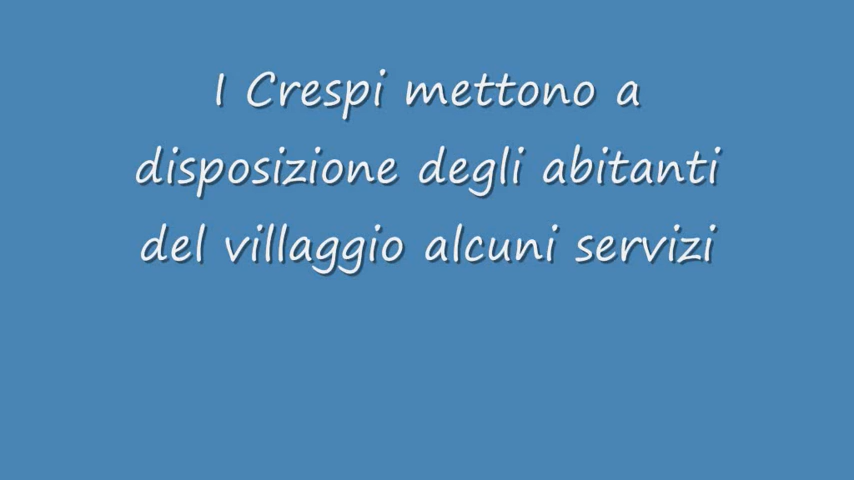 I Crespi mettono a
disposizione degli abitanti
del villaggio alcuni servizi